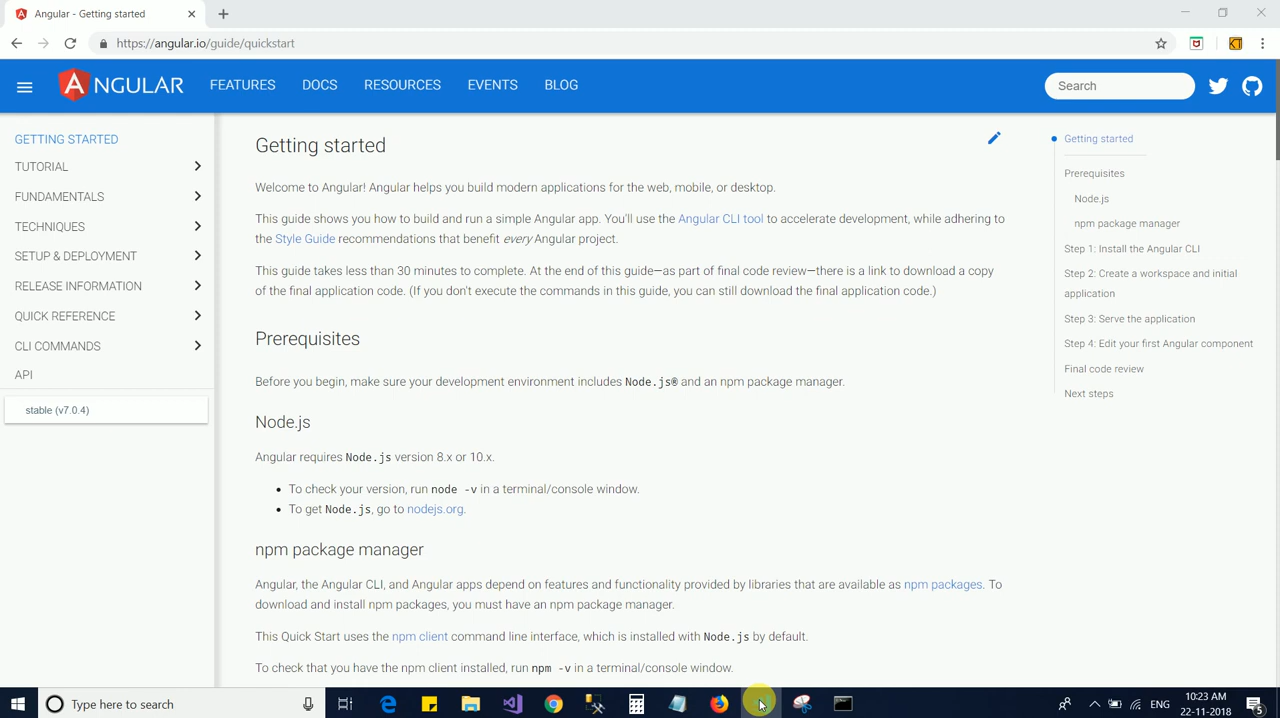 Angular - Getting started
https://angular.io/guide/quickstart
ANGULAR
FEATURES
DOCS
RESOURCES
EVENTS
BLOG
Search
GETTING STARTED
TUTORIAL
FUNDAMENTALS
TECHNIQUES
SETUP & DEPLOYMENT
RELEASE INFORMATION
QUICK REFERENCE
CLI COMMANDS
API
stable (v7.0.4)
Getting started
Welcome to Angular! Angular helps you build modern applications for the web, mobile, or desktop.
This guide shows you how to build and run a simple Angular app. You'll use the Angular CLI tool to accelerate development, while adhering to
the Style Guide recommendations that benefit every Angular project.
This guide takes less than 30 minutes to complete. At the end of this guide—as part of final code review—there is a link to download a copy
of the final application code. (If you don't execute the commands in this guide, you can still download the final application code.)
Prerequisites
Before you begin, make sure your development environment includes Node.js® and an npm package manager.
Node.js
Angular requires Node.js version 8.x or 10.x.
• To check your version, run node -v in a terminal/console window.
• To get Node.js, go to nodejs.org.
npm package manager
Angular, the Angular CLI, and Angular apps depend on features and functionality provided by libraries that are available as npm packages. To
download and install npm packages, you must have an npm package manager.
This Quick Start uses the npm client command line interface, which is installed with Node.js by default.
To check that you have the npm client installed, run npm -v in a terminal/console window.
Getting started
Prerequisites
Node.js
npm package manager
Step 1: Install the Angular CLI
Step 2: Create a workspace and initial
application
Step 3: Serve the application
Step 4: Edit your first Angular component
Final code review
Next steps
Type here to search
ENG
10:23 AM
22-11-2018
5